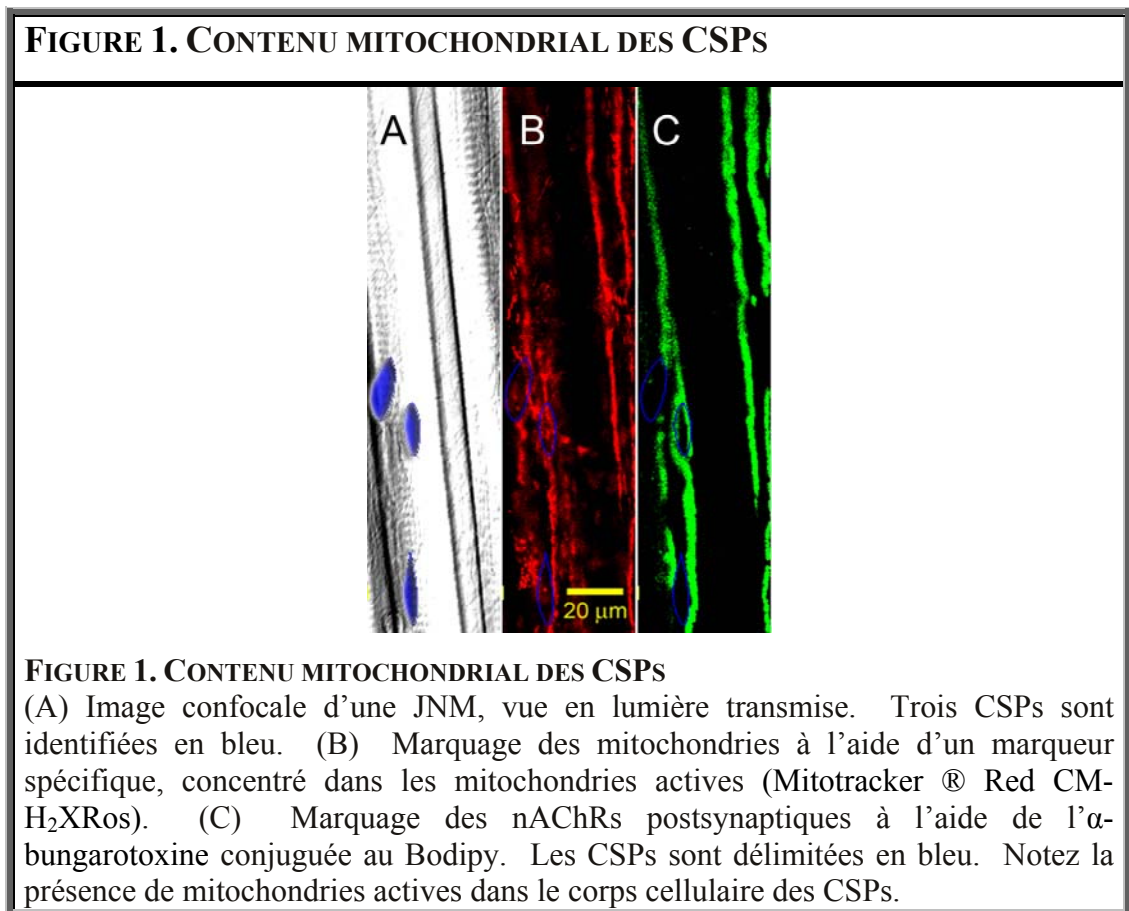 FIGURE 1. CONTENU MITOCHONDRIAL DES CSPS
A B C
20 µm
FIGURE 1. CONTENU MITOCHONDRIAL DES CSPS
(A) Image confocale d'une JNM, vue en lumière transmise. Trois CSPs sont
identifiées en bleu. (B) Marquage des mitochondries à l'aide d'un marqueur
spécifique, concentré dans les mitochondries actives (Mitotracker ® Red CM-
H₂XRos). (C) Marquage des nAChRs postsynaptiques à l'aide de l'α-
bungarotoxine conjuguée au Bodipy. Les CSPs sont délimitées en bleu. Notez la
présence de mitochondries actives dans le corps cellulaire des CSPs.